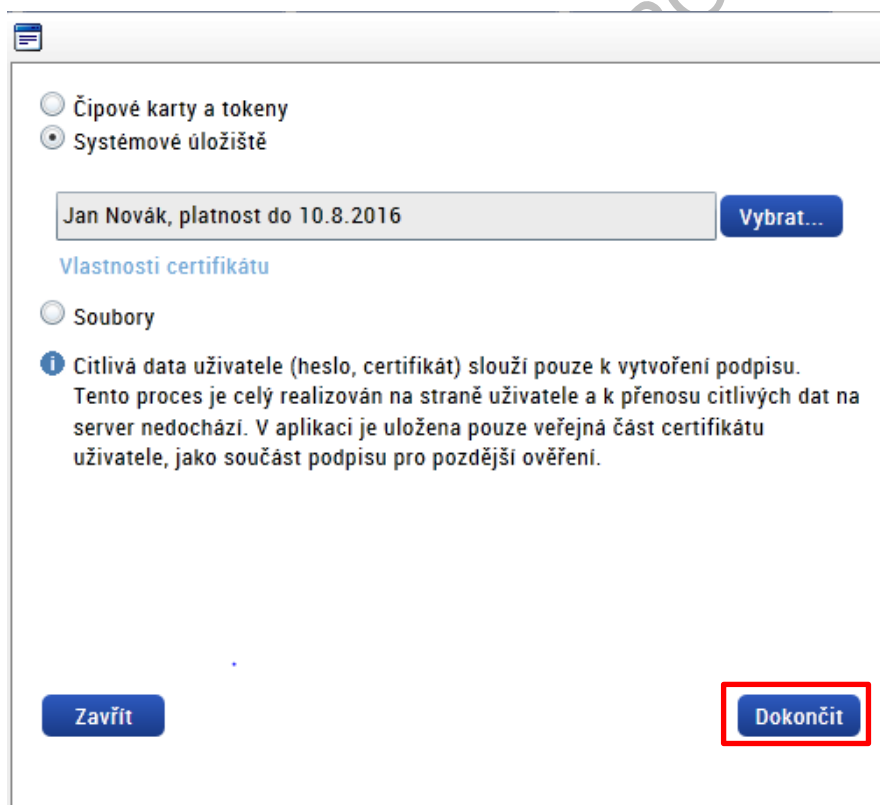 Čipové karty a tokeny
Systémové úložiště
Jan Novák, platnost do 10.8.2016
Vybrat...
Vlastnosti certifikátu
Soubory
Citlivá data uživatele (heslo, certifikát) slouží pouze k vytvoření podpisu.
Tento proces je celý realizován na straně uživatele a k přenosu citlivých dat na
server nedochází. V aplikaci je uložena pouze veřejná část certifikátu
uživatele, jako součást podpisu pro pozdější ověření.
Zavřít
Dokončit